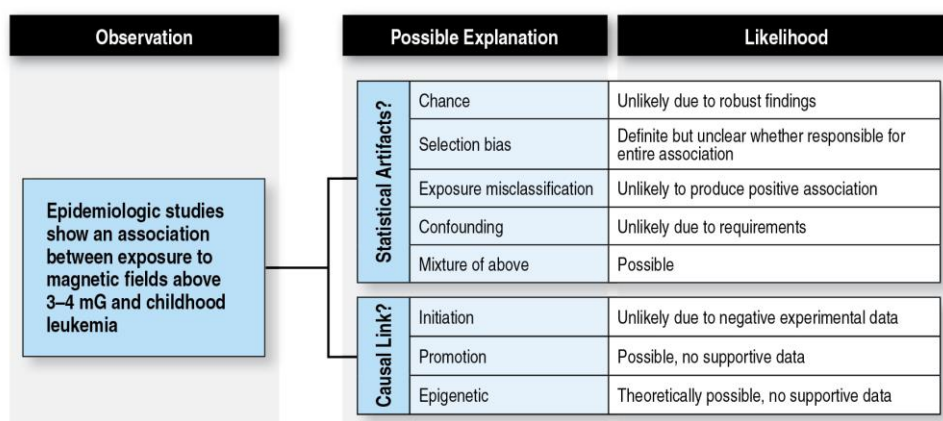 Observation
Possible Explanation
Likelihood
Epidemiologic studies
show an association
between exposure to
magnetic fields above
3–4 mG and childhood
leukemia
Statistical Artifacts?
Chance
Unlikely due to robust findings
Selection bias
Definite but unclear whether responsible for
entire association
Exposure misclassification
Unlikely to produce positive association
Confounding
Unlikely due to requirements
Mixture of above
Possible
Causal Link?
Initiation
Unlikely due to negative experimental data
Promotion
Possible, no supportive data
Epigenetic
Theoretically possible, no supportive data